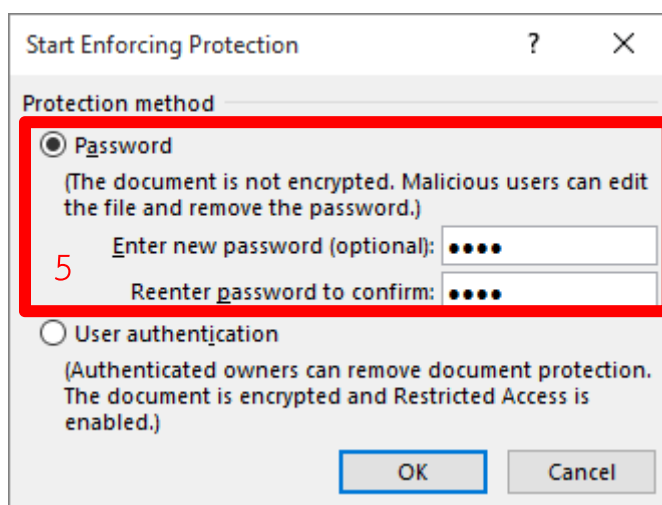 Start Enforcing Protection ? ×
Protection method
Password
(The document is not encrypted. Malicious users can edit
the file and remove the password.)
Enter new password (optional): ●●●●
5
Reenter password to confirm: ●●●●
User authentication
(Authenticated owners can remove document protection.
The document is encrypted and Restricted Access is
enabled.)
OK Cancel